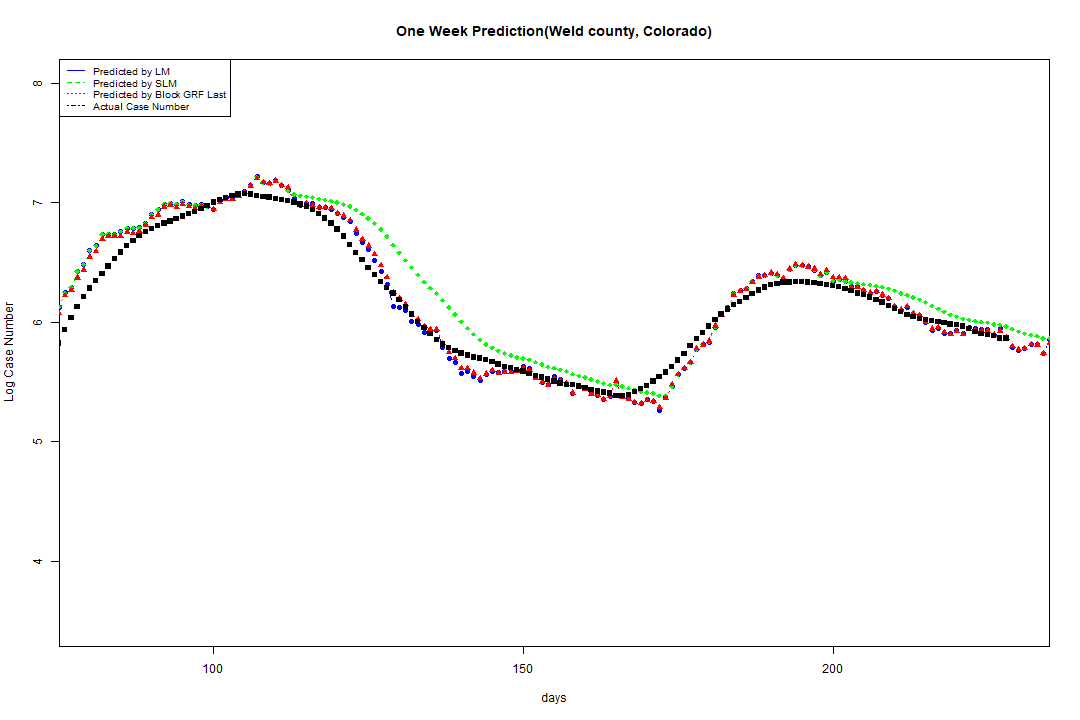 One Week Prediction(Weld county, Colorado)
Predicted by LM
Predicted by SLM
Predicted by Block GRF Last
Actual Case Number
8
7
6
5
4
Log Case Number
100
150
200
days